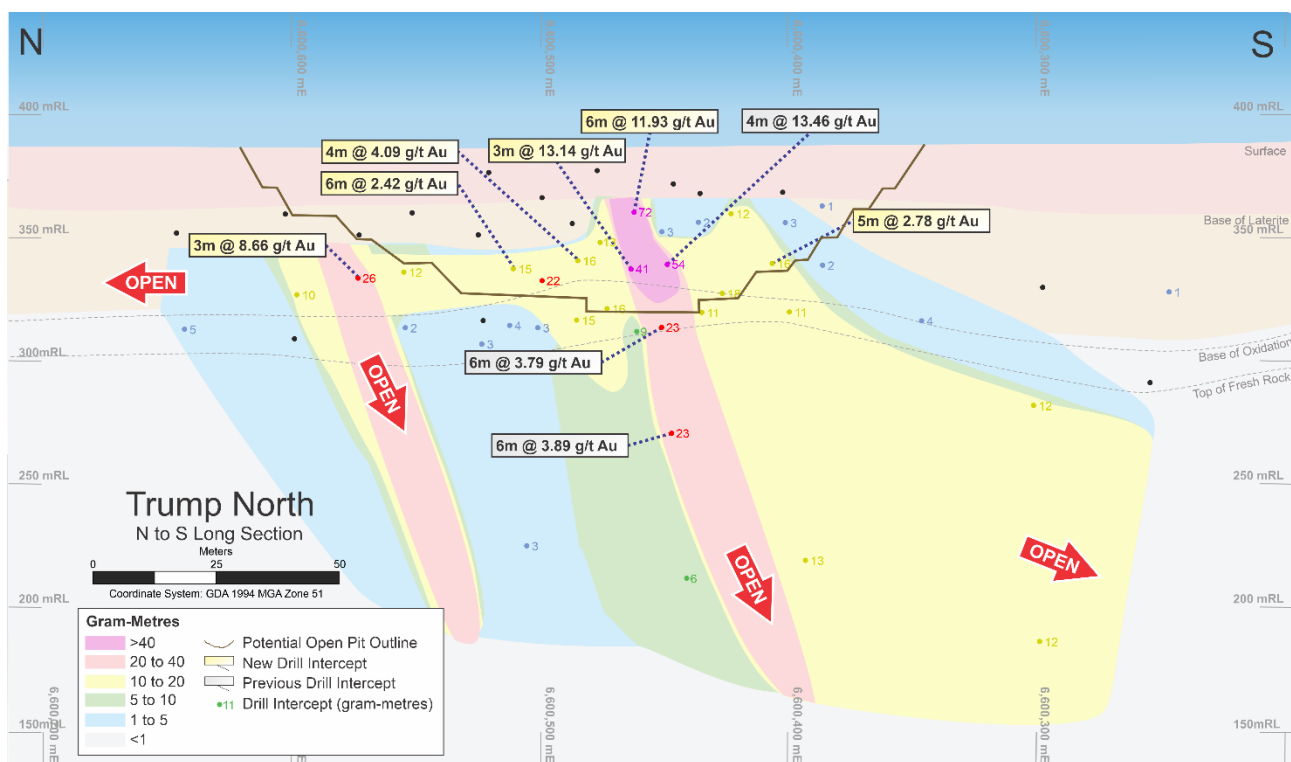 N
S
6,600,600 mE
6,600,500 mE
6,600,400 mE
6,600,300 mE
400 mRL
400 mRL
6m @ 11.93 g/t Au
4m @ 13.46 g/t Au
4m @ 4.09 g/t Au
3m @ 13.14 g/t Au
Surface
6m @ 2.42 g/t Au
72
2
12
3
1
Base of Laterite
350 mRL
350 mRL
3m @ 8.66 g/t Au
5m @ 2.78 g/t Au
3
12
15
16
41
54
16
2
OPEN
26
12
22
10
18
1
5
2
4
3
3
15
16
9
23
11
11
4
Base of Oxidation
300 mRL
300 mRL
6m @ 3.79 g/t Au
Top of Fresh Rock
OPEN
12
6m @ 3.89 g/t Au
23
250 mRL
250 mRL
Trump North
N to S Long Section
Meters
0
25
50
Coordinate System: GDA 1994 MGA Zone 51
3
6
13
OPEN
OPEN
12
200 mRL
200 mRL
Gram-Metres
>40
20 to 40
10 to 20
5 to 10
1 to 5
<1
Potential Open Pit Outline
New Drill Intercept
Previous Drill Intercept
11 Drill Intercept (gram-metres)
150mRL
150mRL
6,600,700 mE
6,600,500 mE
6,600,400 mE
6,600,300 mE